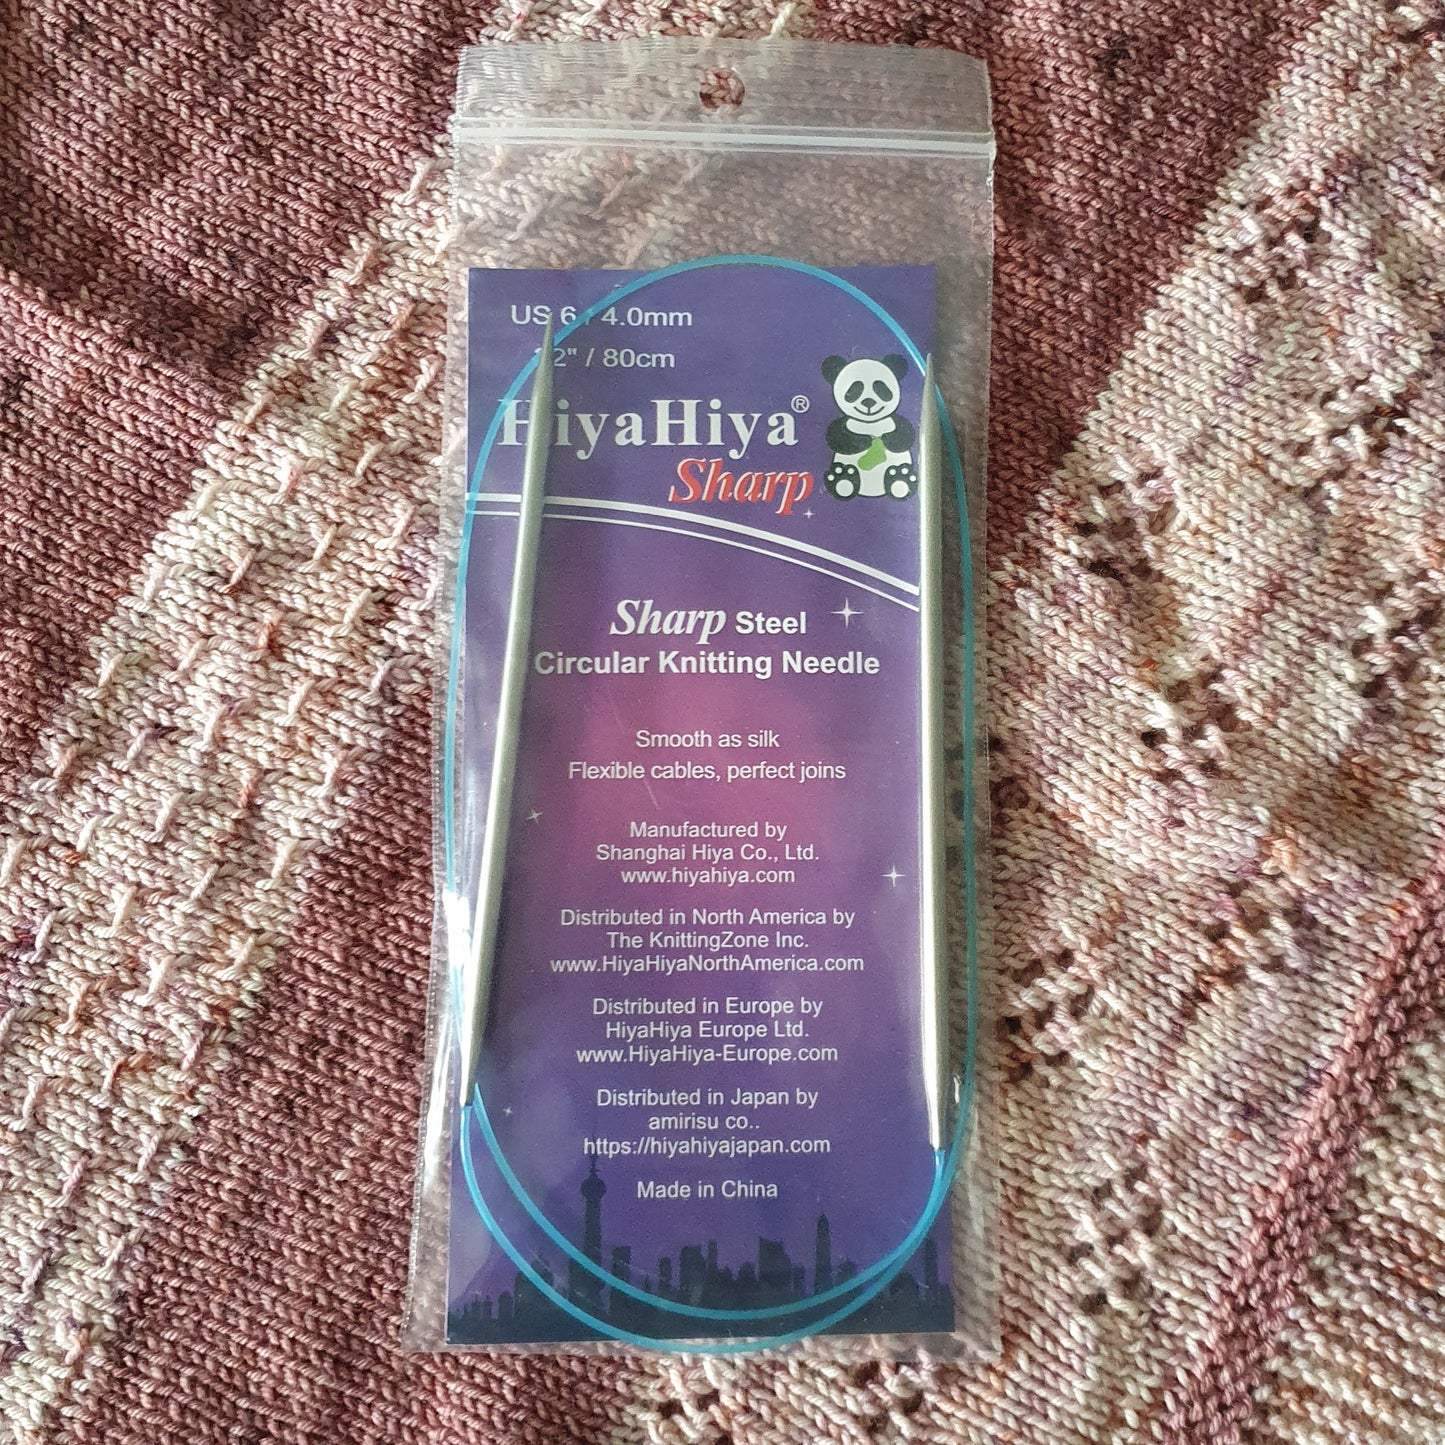 US 6 / 4.0mm
32" / 80cm
HiyaHiya®
Sharp
Sharp Steel
Circular Knitting Needle
Smooth as silk
Flexible cables, perfect joins
Manufactured by
Shanghai Hiya Co., Ltd.
www.hiyahiya.com
Distributed in North America by
The KnittingZone Inc.
www.HiyaHiyaNorthAmerica.com
Distributed in Europe by
HiyaHiya Europe Ltd.
www.HiyaHiya-Europe.com
Distributed in Japan by
amirisu co..
https://hiyahiyajapan.com
Made in China